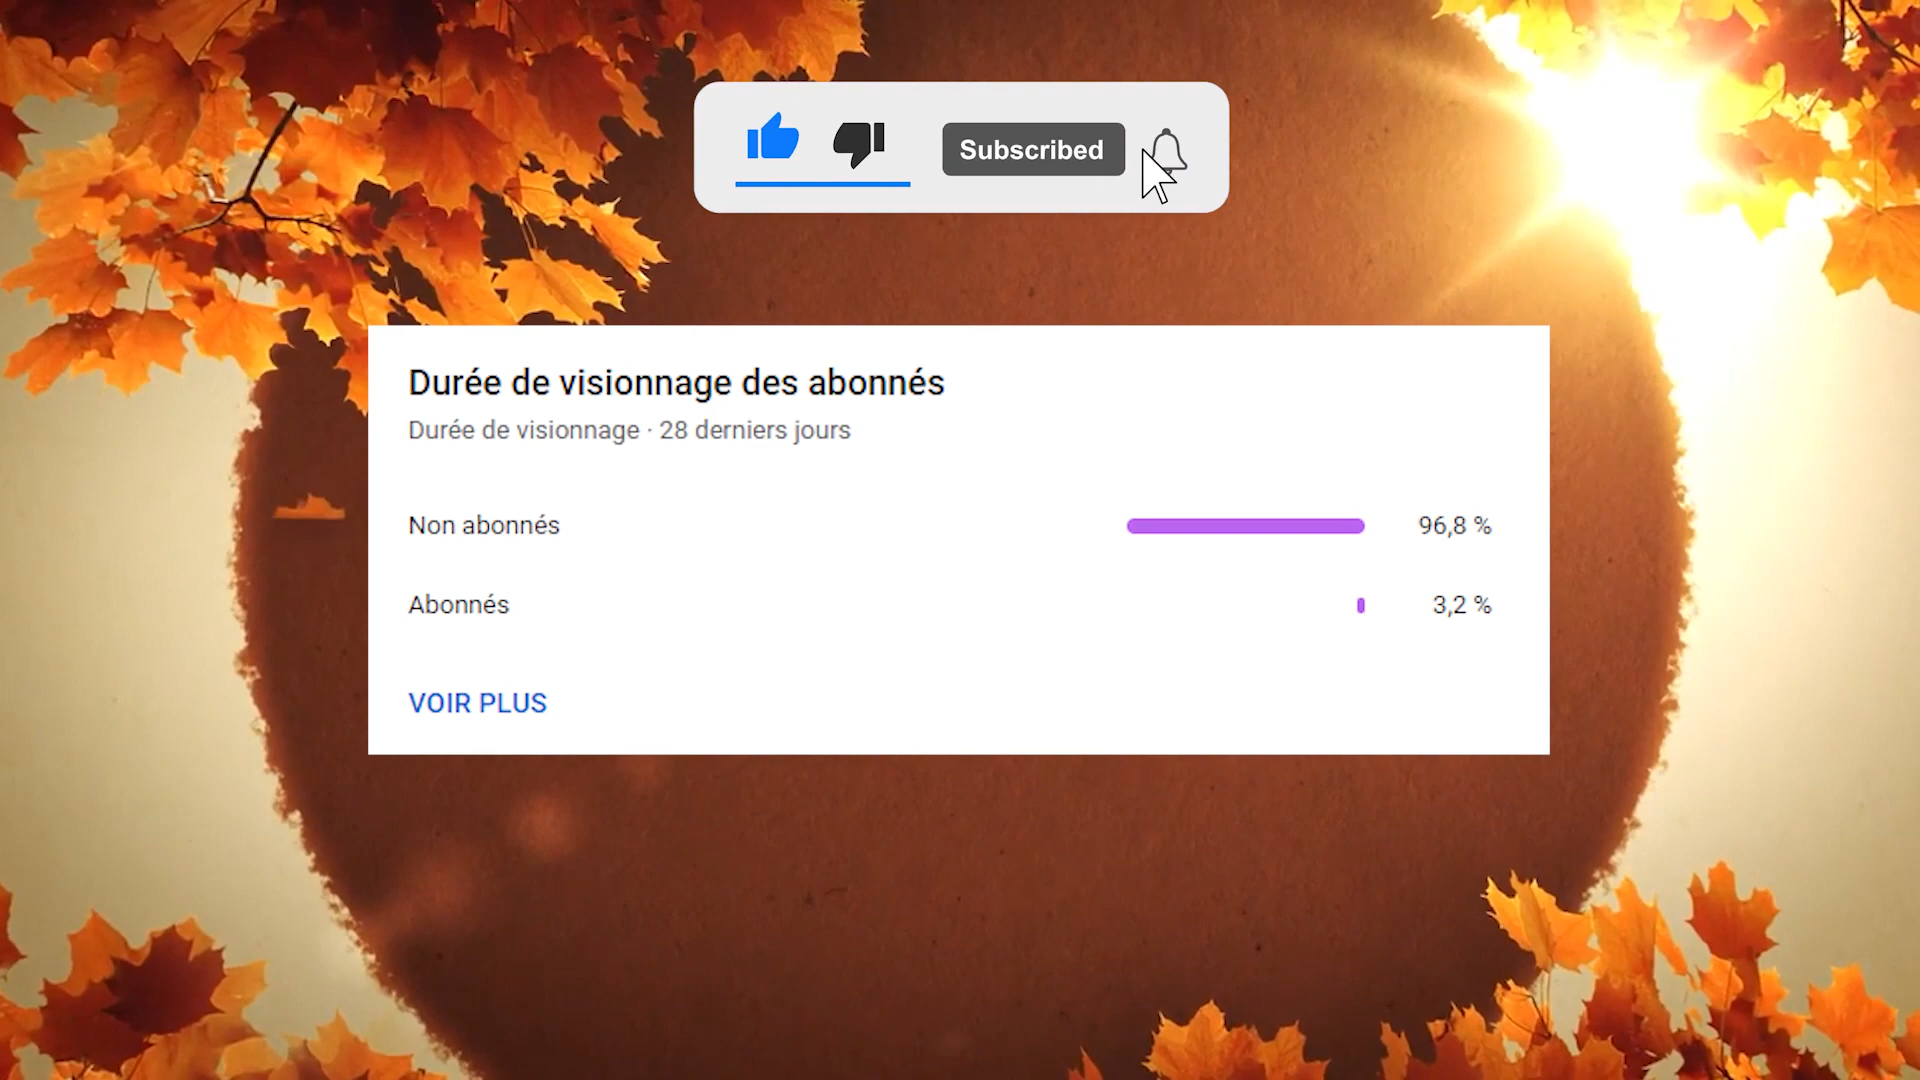 Subscribed
Durée de visionnage des abonnés
Durée de visionnage · 28 derniers jours
Non abonnés 96,8 %
Abonnés 3,2 %
VOIR PLUS